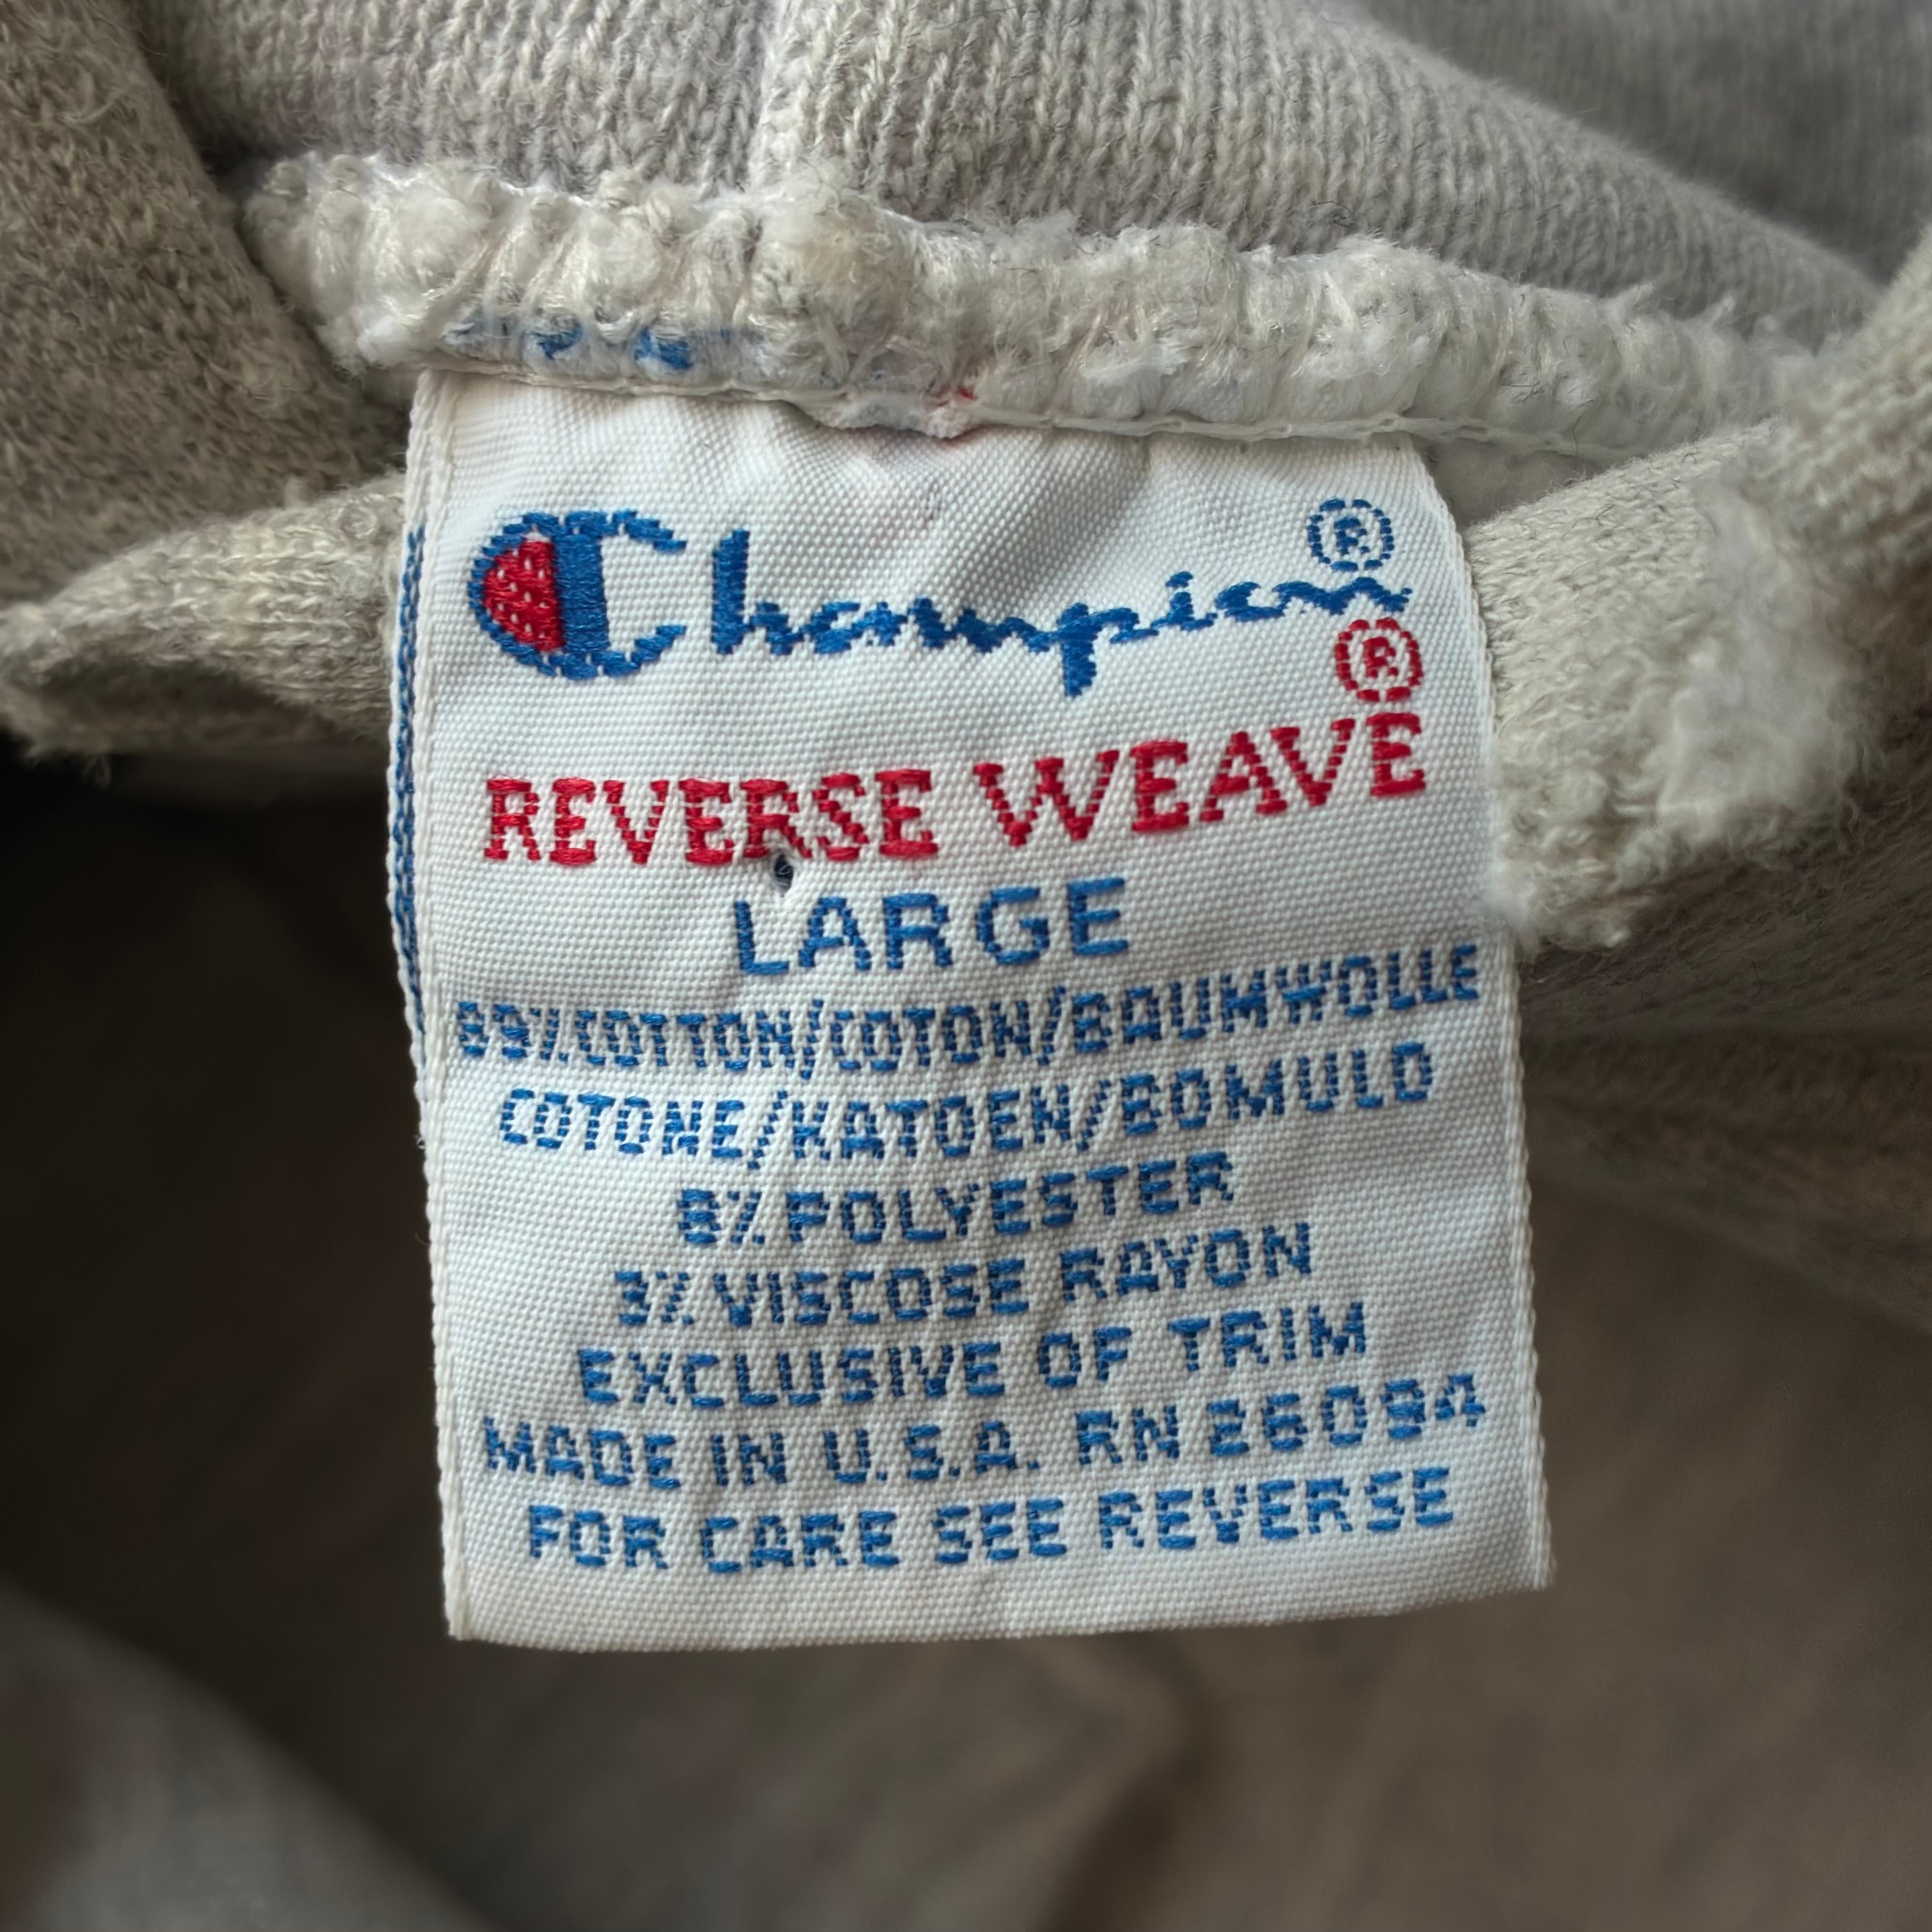 Champion®
®
REVERSE WEAVE
LARGE
89% COTTON/COTON/BAUMWOLLE
COTONE/KATOEN/BOMULD
8% POLYESTER
3% VISCOSE RAYON
EXCLUSIVE OF TRIM
MADE IN U.S.A. RN 26094
FOR CARE SEE REVERSE